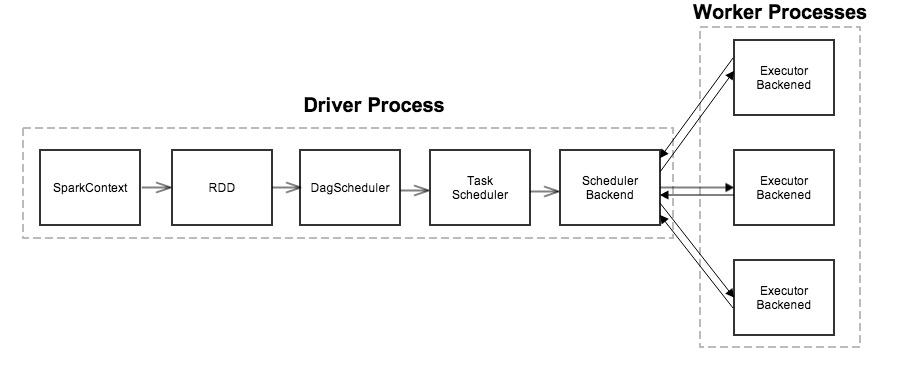 Worker Processes
Driver Process
SparkContext
RDD
DagScheduler
Task
Scheduler
Scheduler
Backend
Executor
Backened
Executor
Backened
Executor
Backened